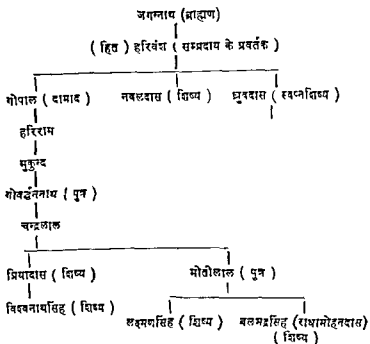 जगन्नाथ (ब्राह्मण)
(हित) हरिवंश (सम्प्रदाय के प्रवर्तक)
गोपाल (दामाद) नवलदास (शिष्य) ध्रुवदास (स्वप्नशिष्य)
हरिराम
मुकुन्द
गोवर्द्धननाथ (पुत्र)
चन्द्रलाल
प्रियादास (शिष्य) मोतीलाल (पुत्र)
विश्वनाथसिंह (शिष्य) लक्ष्मणसिंह (शिष्य) बलभद्रसिंह (राधामोहनदास)
(शिष्य)